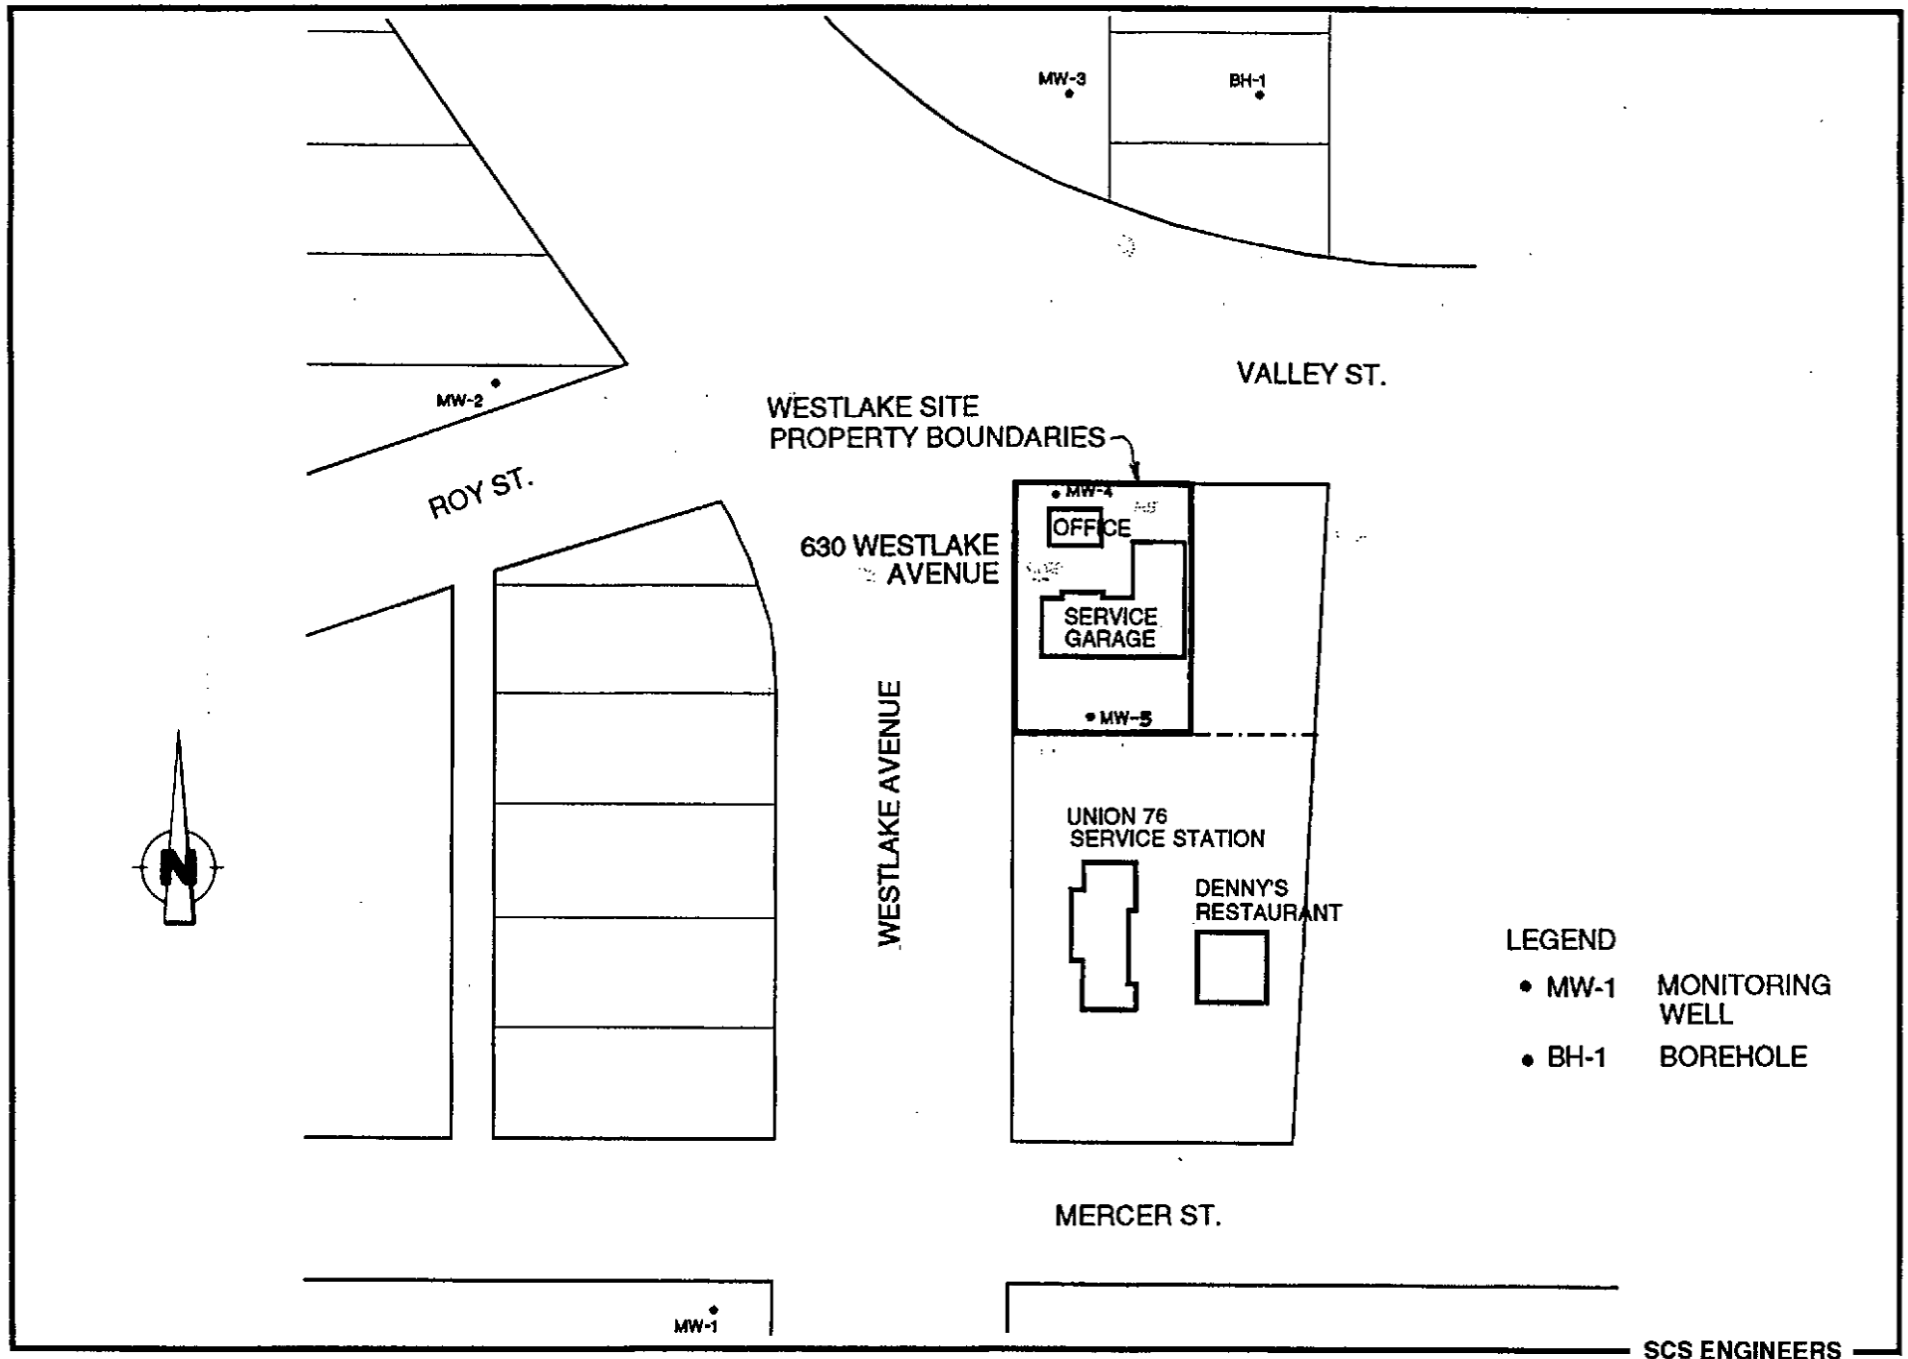 MW-3
BH-1
VALLEY ST.
MW-2
WESTLAKE SITE
PROPERTY BOUNDARIES
ROY ST.
MW-4
OFFICE
630 WESTLAKE
AVENUE
SERVICE
GARAGE
WESTLAKE AVENUE
MW-5
UNION 76
SERVICE STATION
N
DENNY'S
RESTAURANT
LEGEND
MW-1 MONITORING
WELL
BH-1 BOREHOLE
MERCER ST.
MW-1
SCS ENGINEERS